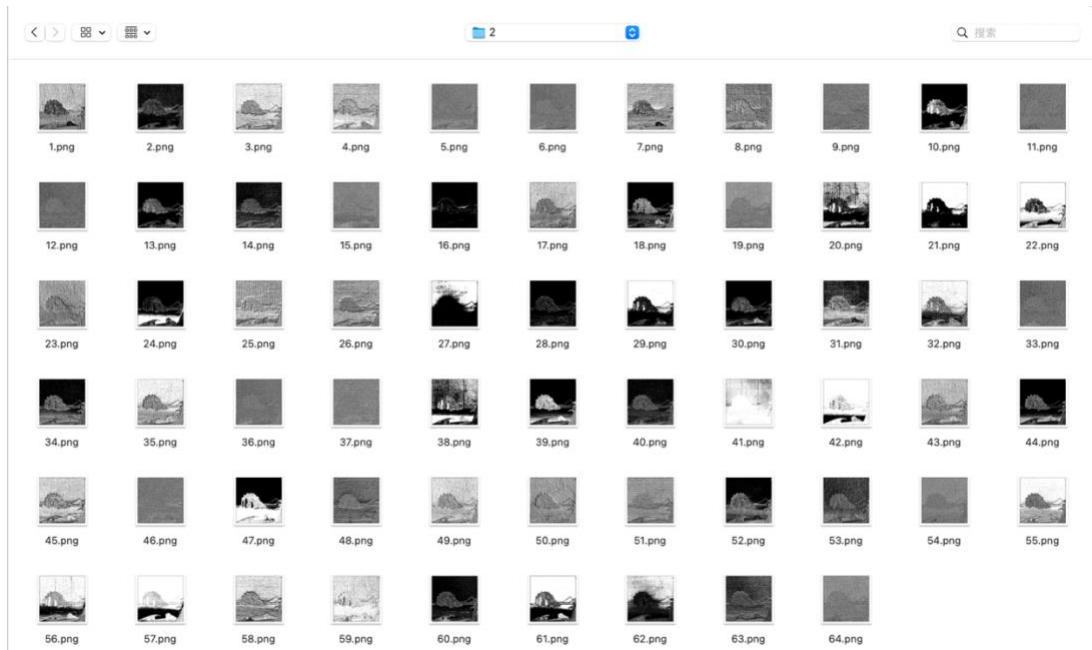 2
搜索
1.png 2.png 3.png 4.png 5.png 6.png 7.png 8.png 9.png 10.png 11.png
12.png 13.png 14.png 15.png 16.png 17.png 18.png 19.png 20.png 21.png 22.png
23.png 24.png 25.png 26.png 27.png 28.png 29.png 30.png 31.png 32.png 33.png
34.png 35.png 36.png 37.png 38.png 39.png 40.png 41.png 42.png 43.png 44.png
45.png 46.png 47.png 48.png 49.png 50.png 51.png 52.png 53.png 54.png 55.png
56.png 57.png 58.png 59.png 60.png 61.png 62.png 63.png 64.png